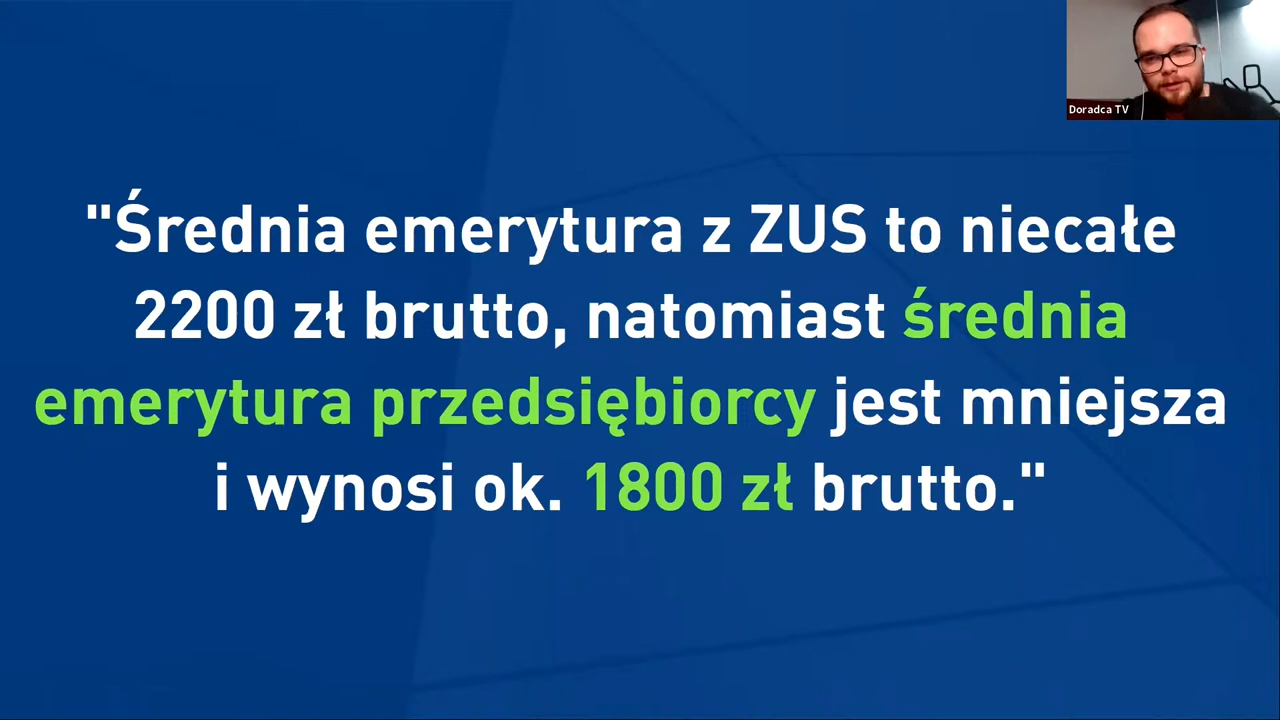 Doradca TV
"Średnia emerytura z ZUS to niecałe
2200 zł brutto, natomiast średnia
emerytura przedsiębiorcy jest mniejsza
i wynosi ok. 1800 zł brutto."